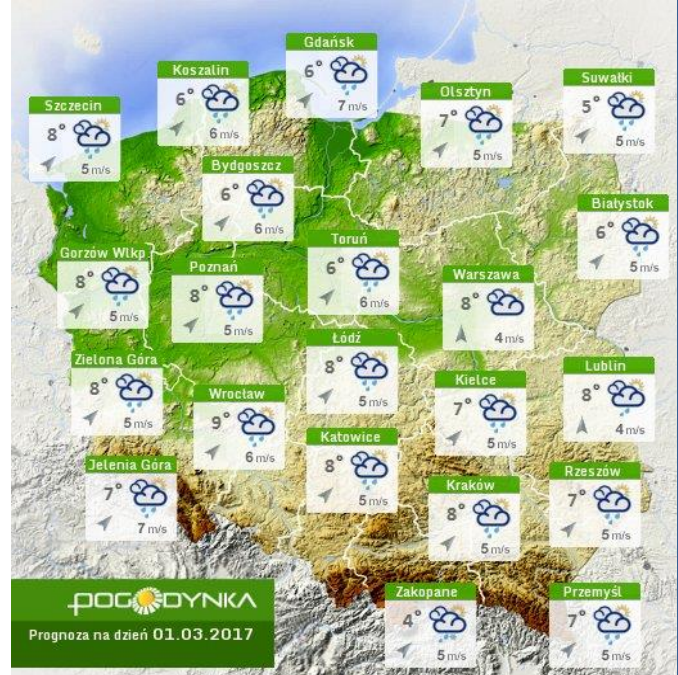 Gdańsk
6°
7 m/s
Koszalin
6°
6 m/s
Suwałki
5°
5 m/s
Olsztyn
7°
5 m/s
Szczecin
8°
5 m/s
Bydgoszcz
6°
6 m/s
Białystok
6°
5 m/s
Toruń
6°
6 m/s
Gorzów Wlkp
8°
5 m/s
Poznań
8°
5 m/s
Warszawa
8°
4 m/s
Łódź
8°
5 m/s
Zielona Góra
8°
5 m/s
Lublin
8°
4 m/s
Kielce
7°
5 m/s
Wrocław
9°
6 m/s
Katowice
8°
5 m/s
Jelenia Góra
7°
7 m/s
Rzeszów
7°
5 m/s
Kraków
8°
5 m/s
Zakopane
4°
5 m/s
Przemyśl
7°
5 m/s
POGODYNKA
Prognoza na dzień 01.03.2017